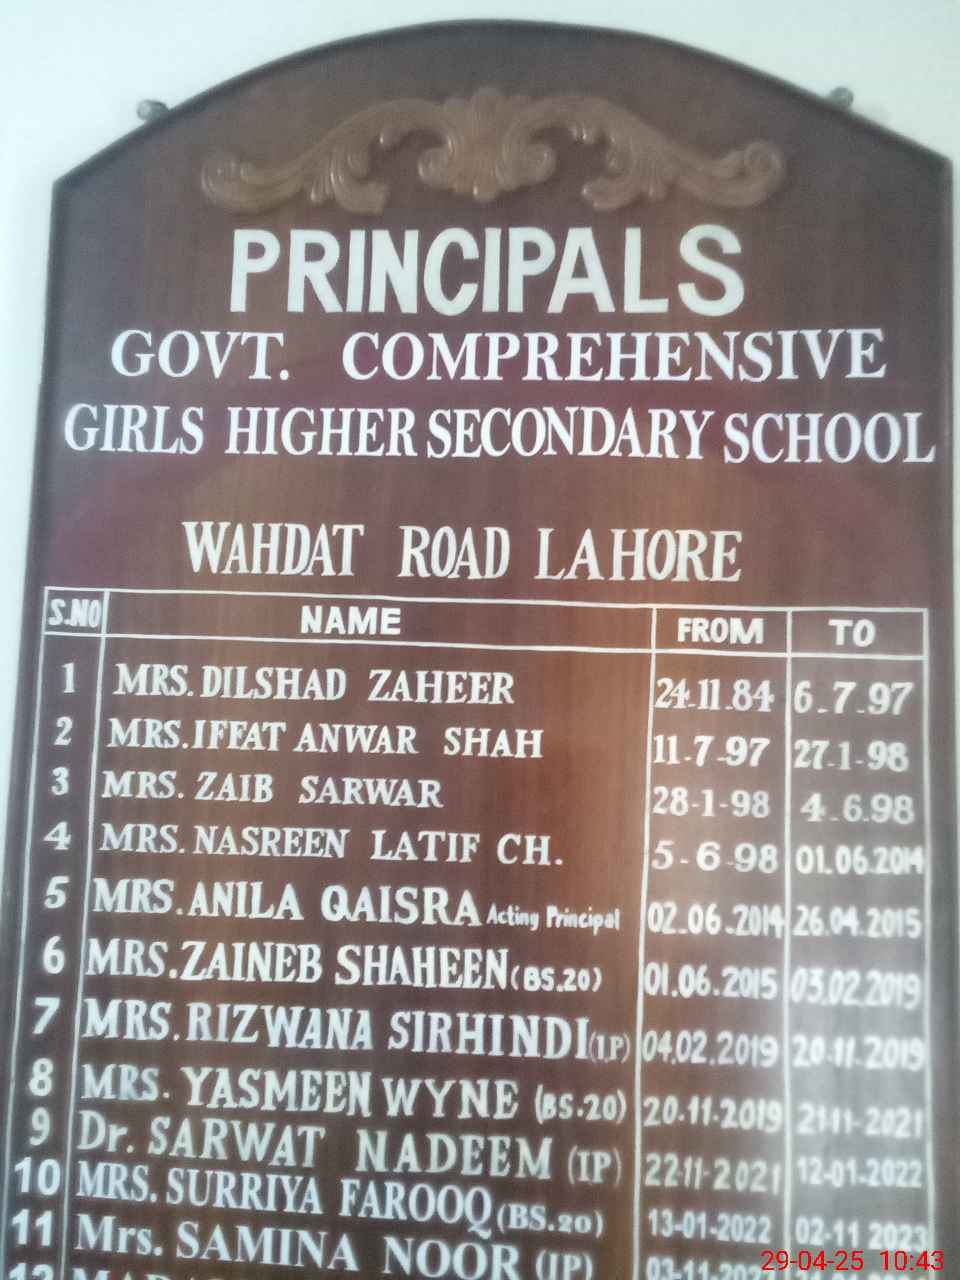 PRINCIPALS
GOVT. COMPREHENSIVE
GIRLS HIGHER SECONDARY SCHOOL
WAHDAT ROAD LAHORE
S.NO NAME FROM TO
1 MRS. DILSHAD ZAHEER 24.11.84 6.7.97
2 MRS. IFFAT ANWAR SHAH 11-7-97 27-1-98
3 MRS. ZAIB SARWAR 28-1-98 4.6.98
4 MRS. NASREEN LATIF CH. 5-6-98 01.06.2014
5 MRS. ANILA QAISRA Acting Principal 02.06.2014 26.04.2015
6 MRS. ZAINEB SHAHEEN (BS.20) 01.06.2015 03.02.2019
7 MRS. RIZWANA SIRHINDI (I.P) 04.02.2019 20.11.2019
8 MRS. YASMEEN WYNE (BS.20) 20.11.2019 21-11-2021
9 Dr. SARWAT NADEEM (IP) 22-11-2021 12-01-2022
10 MRS. SURRIYA FAROOQ (BS.20) 13-01-2022 02-11 2023
11 Mrs. SAMINA NOOR (IP) 03-11-
12
29-04-25 10:43